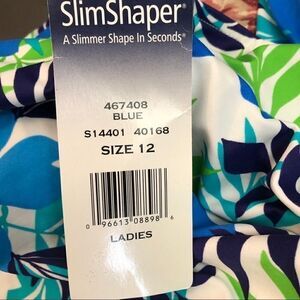 SlimShaper®
A Slimmer Shape In Seconds®
467408
BLUE
S14401 40168
SIZE 12
0 96613 08898 6
LADIES